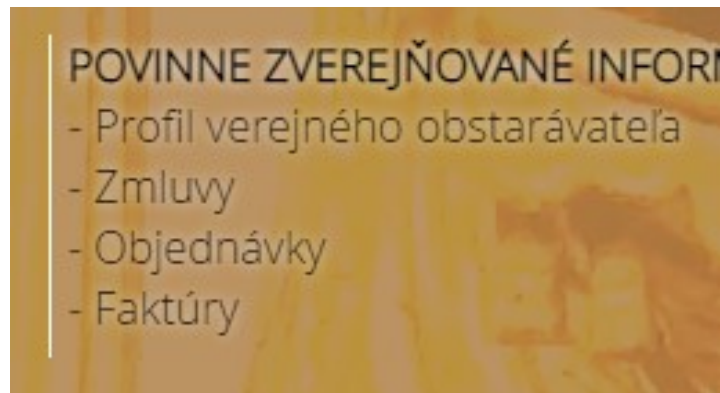 POVINNE ZVEREJŇOVANÉ INFOR
- Profil verejného obstarávateľa
- Zmluvy
- Objednávky
- Faktúry